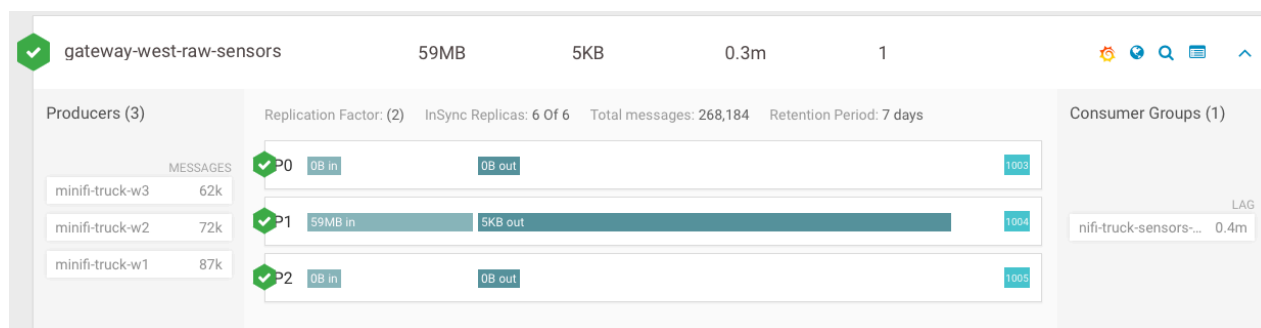 gateway-west-raw-sensors 59MB 5KB 0.3m 1
Producers (3)
MESSAGES
minifi-truck-w3 62k
minifi-truck-w2 72k
minifi-truck-w1 87k
Replication Factor: (2) InSync Replicas: 6 Of 6 Total messages: 268,184 Retention Period: 7 days
P0 0B in 0B out 1003
P1 59MB in 5KB out 1004
P2 0B in 0B out 1005
Consumer Groups (1)
LAG
nifi-truck-sensors-... 0.4m